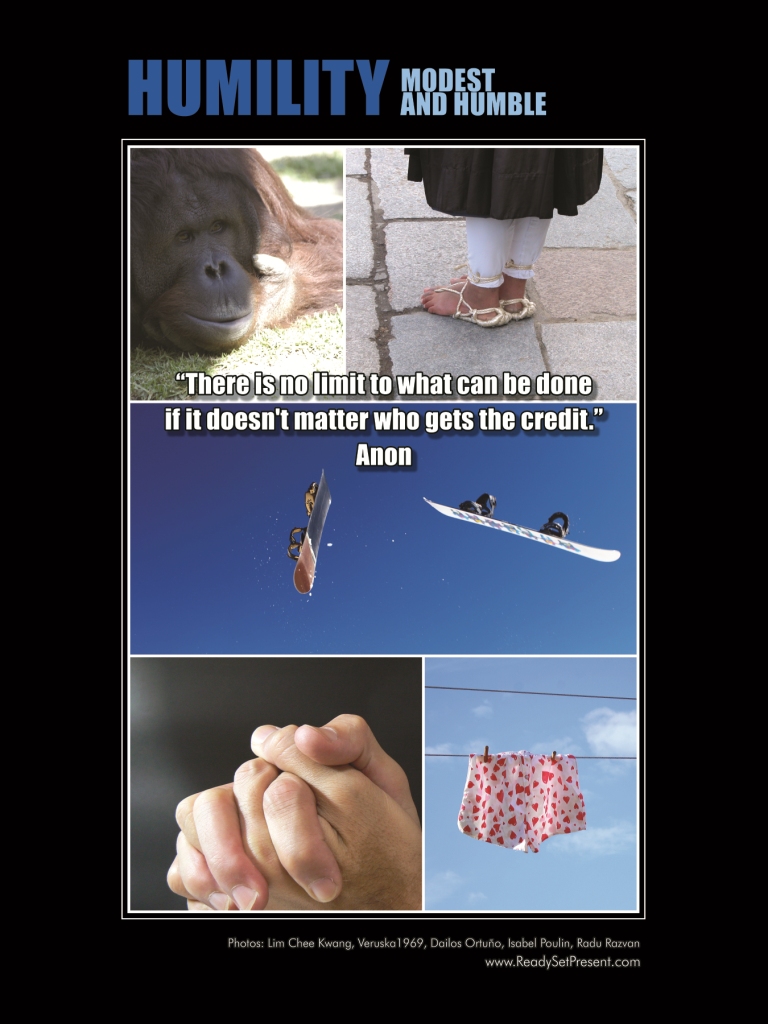 HUMILITY MODEST
AND HUMBLE
“There is no limit to what can be done
if it doesn't matter who gets the credit.”
Anon
Photos: Lim Chee Kwang, Veruska1969, Dailos Ortuño, Isabel Poulin, Radu Razvan
www.ReadySetPresent.com